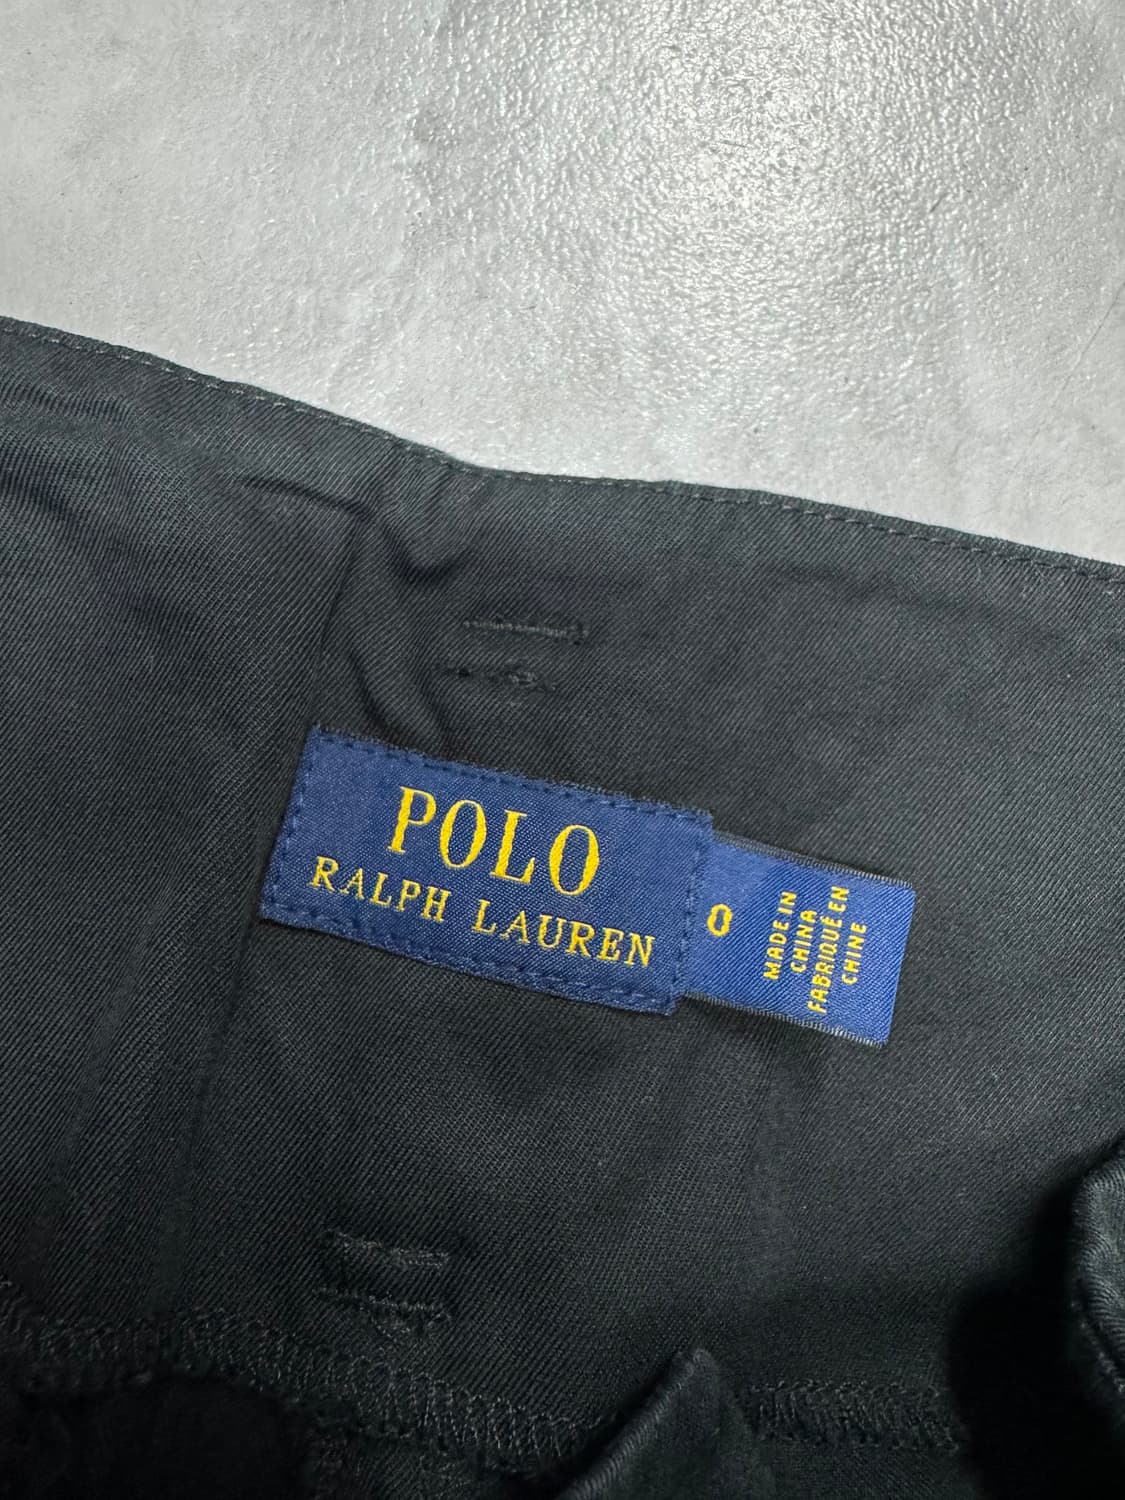 POLO
RALPH LAUREN
0
MADE IN
CHINA
FABRIQUÉ EN
CHINE